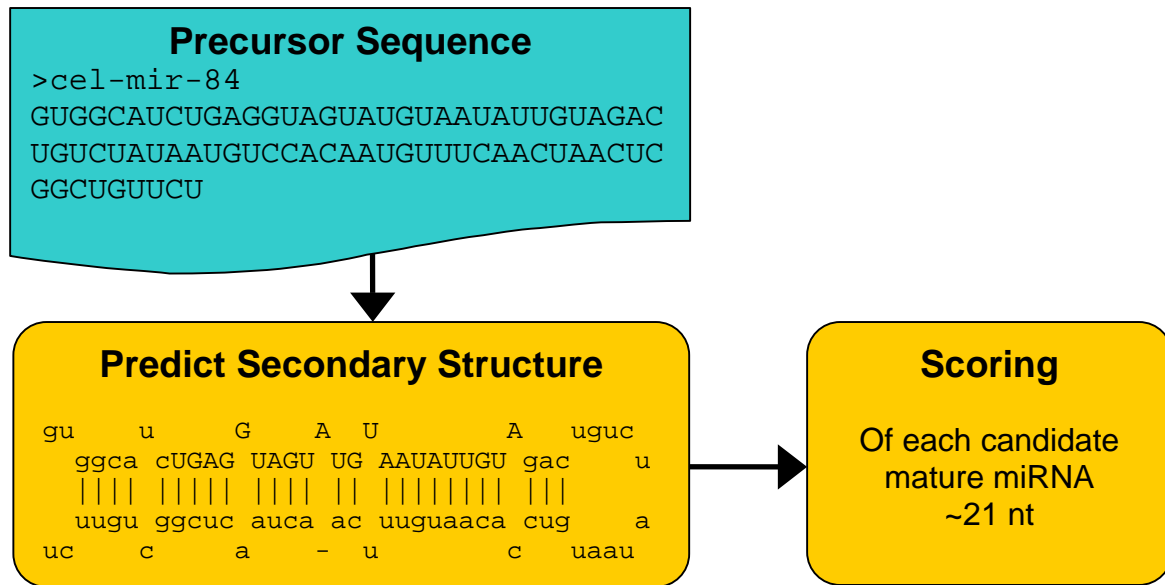 Precursor Sequence
>cel-mir-84
GUGGCAUCUGAGGUAGUAUGUAAUAUUGUAGAC
UGUCUAUAAUGUCCACAAUGUUUCAACUAACUC
GGCUGUUCU
Predict Secondary Structure
gu    u     G    A  U        A   uguc
  ggca cUGAG UAGU UG AAUAUUGU gac    u
  |||| ||||| |||| || |||||||| |||
  uugu ggcuc auca ac uuguaaca cug    a
uc    c     a    -  u        c   uaau
Scoring
Of each candidate
mature miRNA
~21 nt